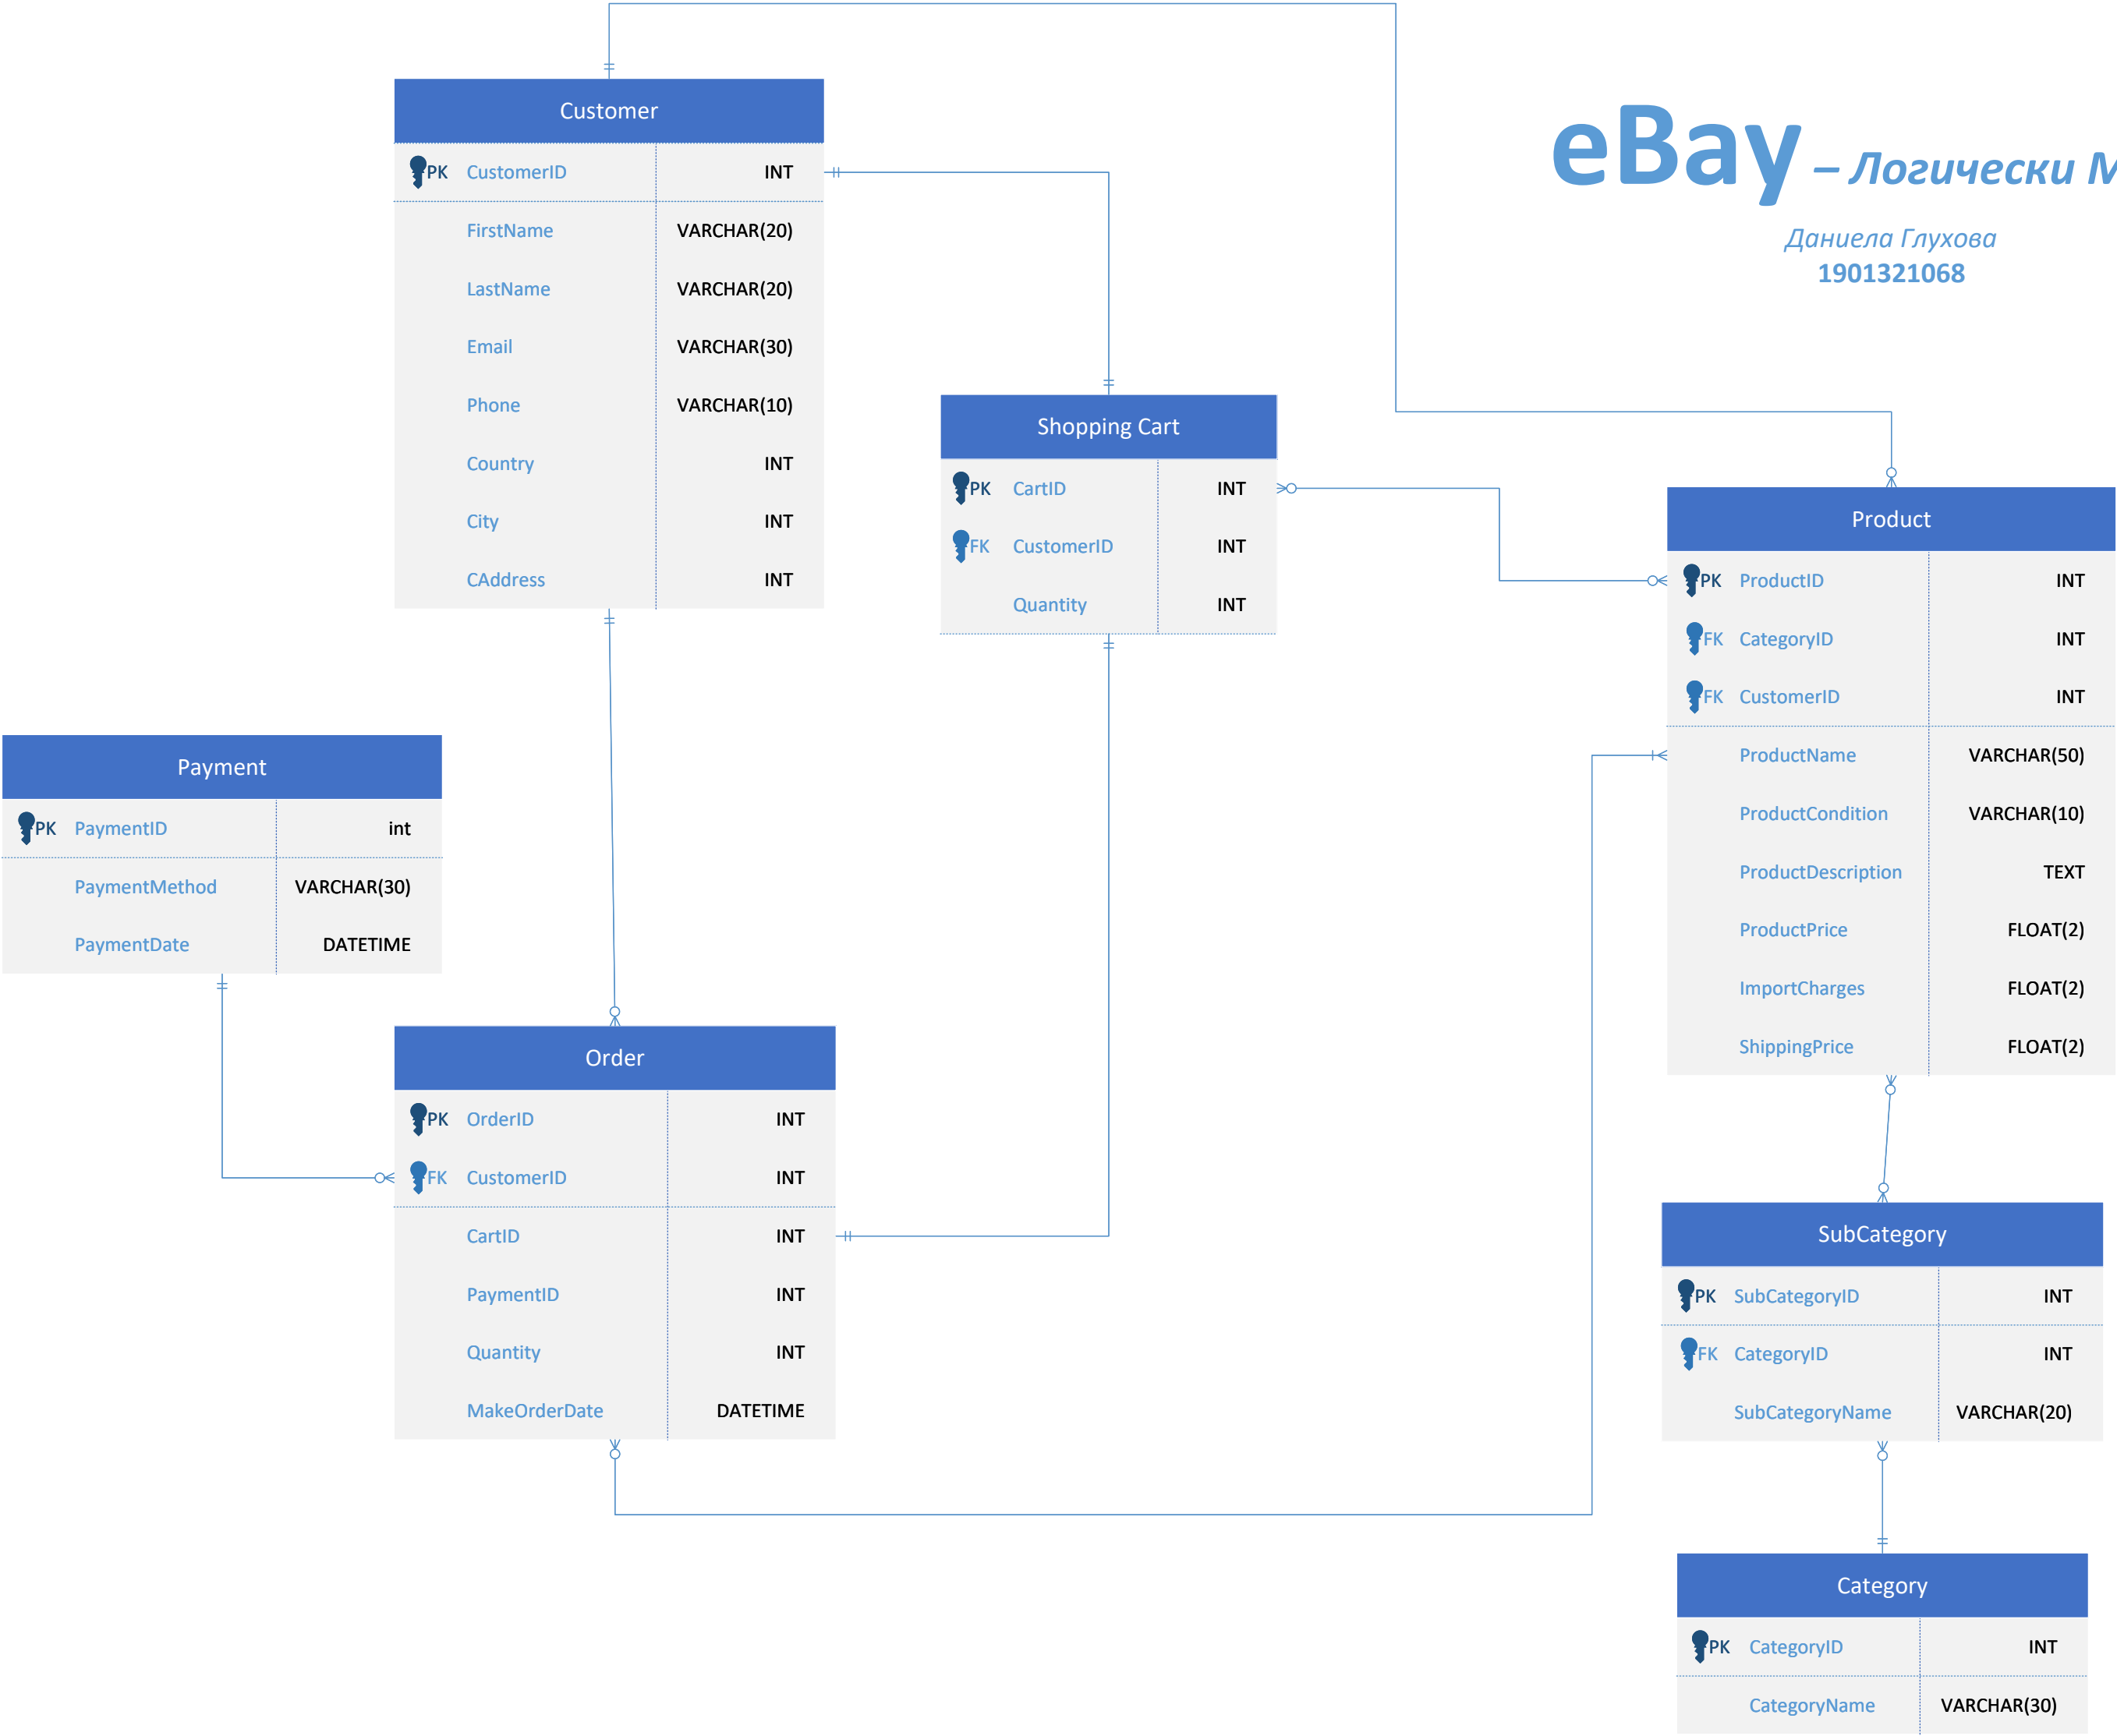 eBay – Логически М
Даниела Глухова
1901321068
Customer
PK CustomerID INT
FirstName VARCHAR(20)
LastName VARCHAR(20)
Email VARCHAR(30)
Phone VARCHAR(10)
Country INT
City INT
CAddress INT
Shopping Cart
PK CartID INT
FK CustomerID INT
Quantity INT
Product
PK ProductID INT
FK CategoryID INT
FK CustomerID INT
ProductName VARCHAR(50)
ProductCondition VARCHAR(10)
ProductDescription TEXT
ProductPrice FLOAT(2)
ImportCharges FLOAT(2)
ShippingPrice FLOAT(2)
Payment
PK PaymentID int
PaymentMethod VARCHAR(30)
PaymentDate DATETIME
Order
PK OrderID INT
FK CustomerID INT
CartID INT
PaymentID INT
Quantity INT
MakeOrderDate DATETIME
SubCategory
PK SubCategoryID INT
FK CategoryID INT
SubCategoryName VARCHAR(20)
Category
PK CategoryID INT
CategoryName VARCHAR(30)